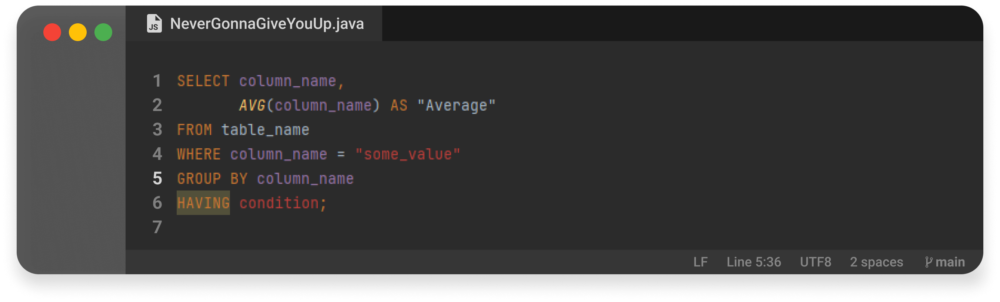 JS NeverGonnaGiveYouUp.java
1 SELECT column_name,
2 AVG(column_name) AS "Average"
3 FROM table_name
4 WHERE column_name = "some_value"
5 GROUP BY column_name
6 HAVING condition;
7
LF Line 5:36 UTF8 2 spaces main